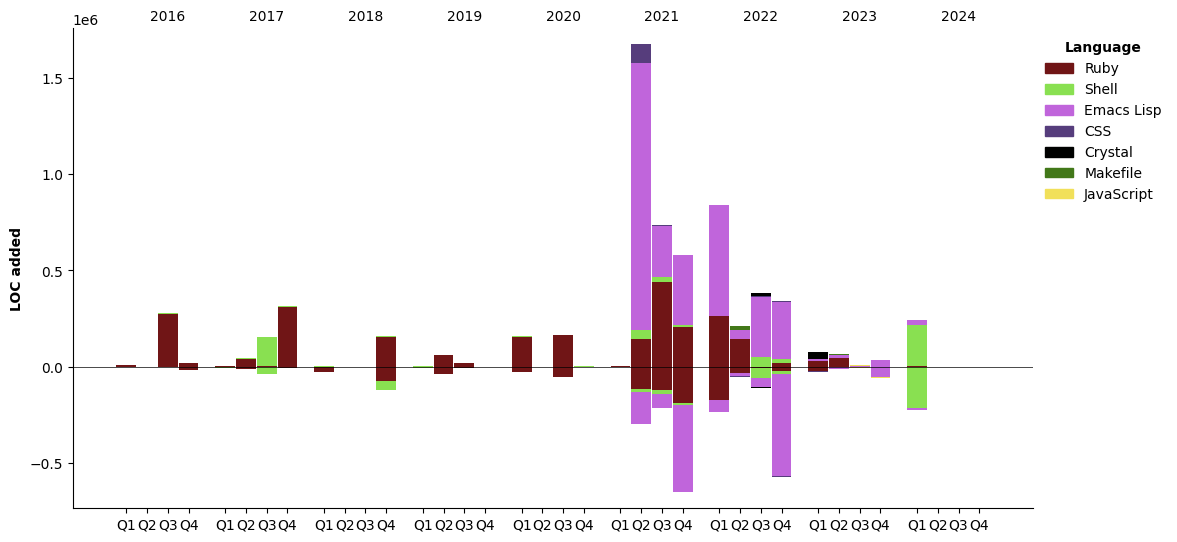 1e6
2016 2017 2018 2019 2020 2021 2022 2023 2024
Language
Ruby
Shell
Emacs Lisp
CSS
Crystal
Makefile
JavaScript
1.5
1.0
0.5
0.0
−0.5
LOC added
Q1 Q2 Q3 Q4 Q1 Q2 Q3 Q4 Q1 Q2 Q3 Q4 Q1 Q2 Q3 Q4 Q1 Q2 Q3 Q4 Q1 Q2 Q3 Q4 Q1 Q2 Q3 Q4 Q1 Q2 Q3 Q4 Q1 Q2 Q3 Q4